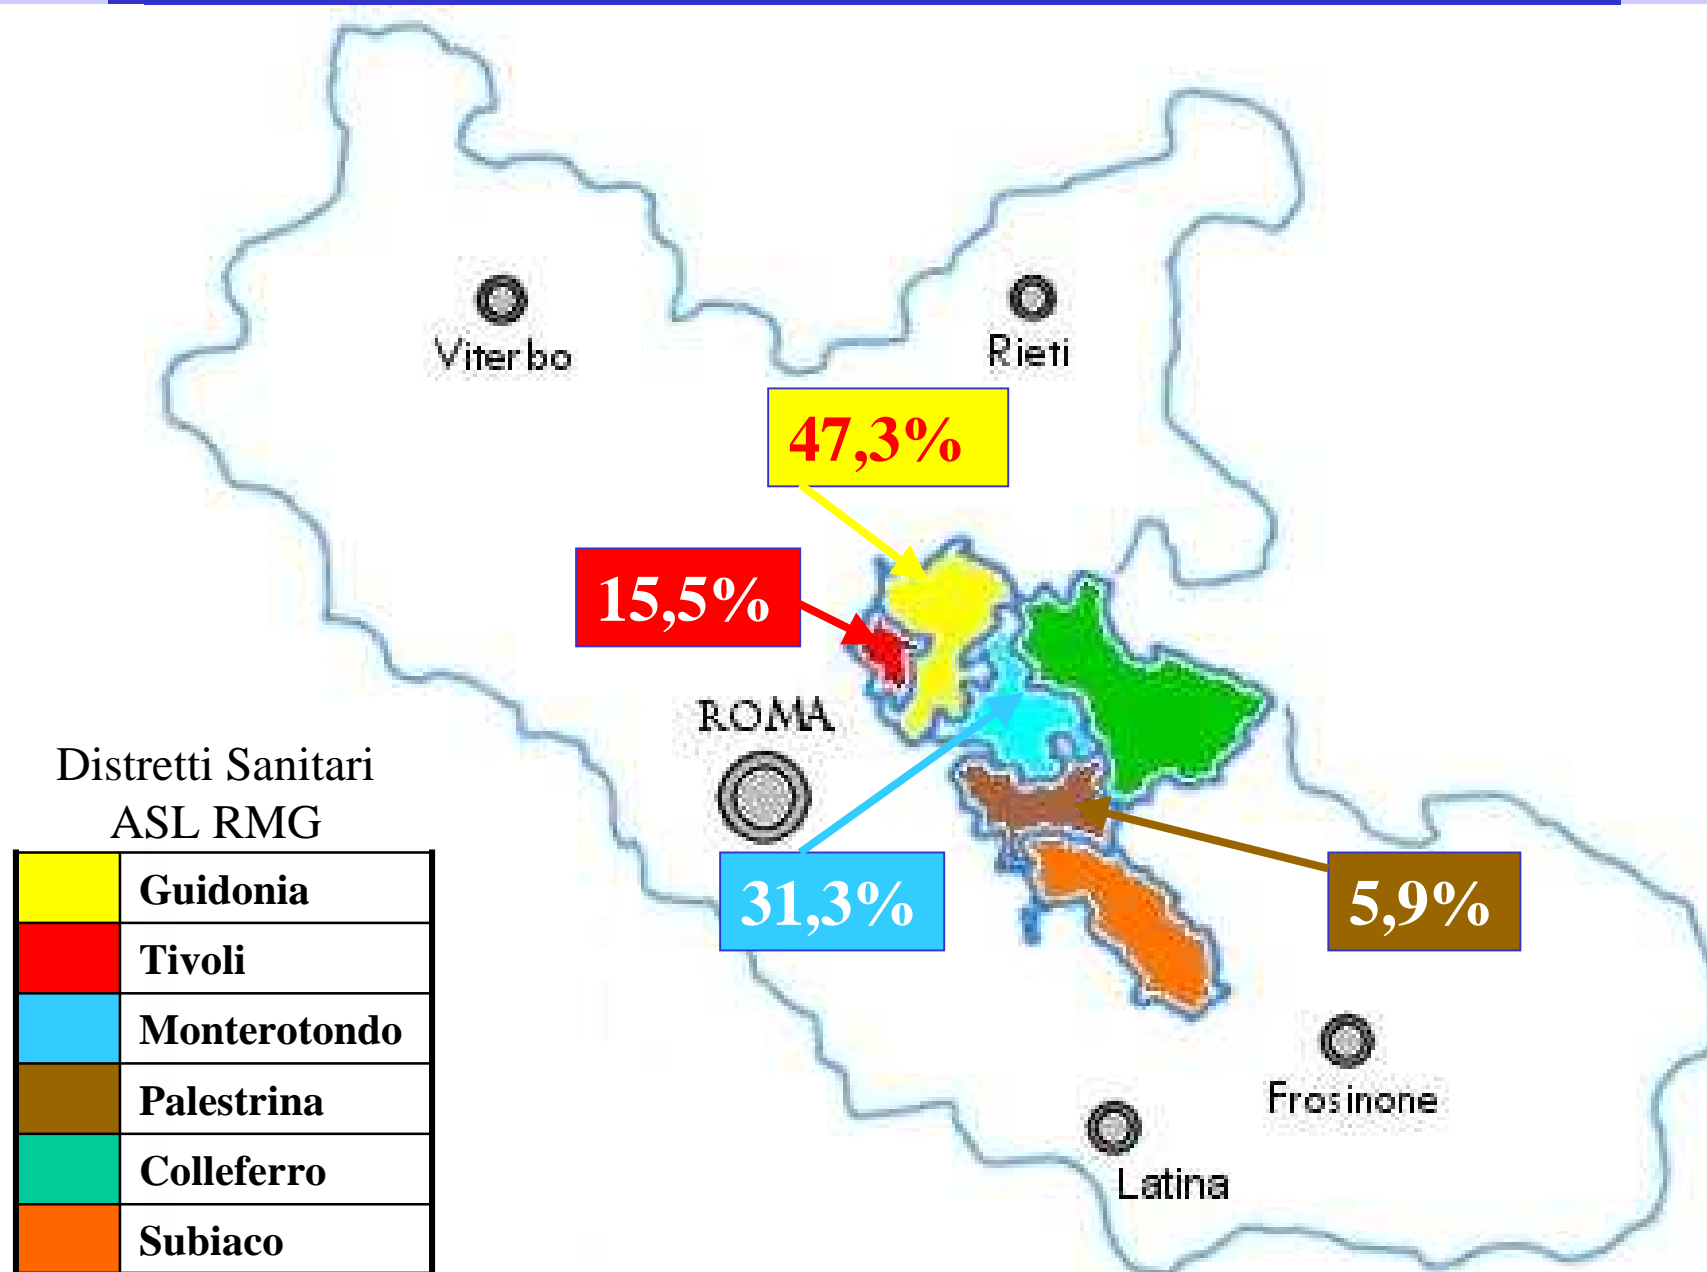 Viterbo
Rieti
47,3%
15,5%
ROMA
31,3%
5,9%
Frosinone
Latina
Distretti Sanitari
ASL RMG
Guidonia
Tivoli
Monterotondo
Palestrina
Colleferro
Subiaco